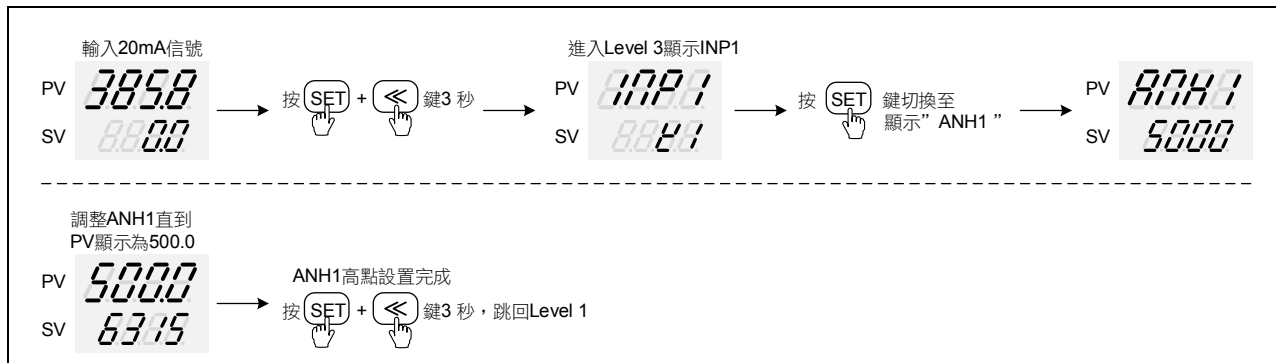 輸入20mA信號
PV 385.8
SV 0.0
按 SET + ≪ 鍵3 秒
進入Level 3顯示INP1
PV INP1
SV K1
按 SET 鍵切換至
顯示” ANH1 ”
PV ANH1
SV 5000
調整ANH1直到
PV顯示為500.0
PV 500.0
SV 6315
ANH1高點設置完成
按 SET + ≪ 鍵3 秒，跳回Level 1